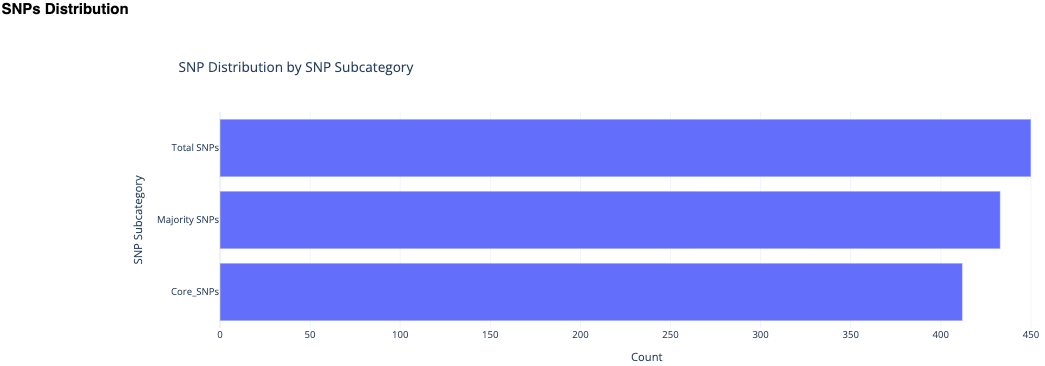 SNPs Distribution
SNP Distribution by SNP Subcategory
SNP Subcategory
Total SNPs
Majority SNPs
Core_SNPs
0 50 100 150 200 250 300 350 400 450
Count